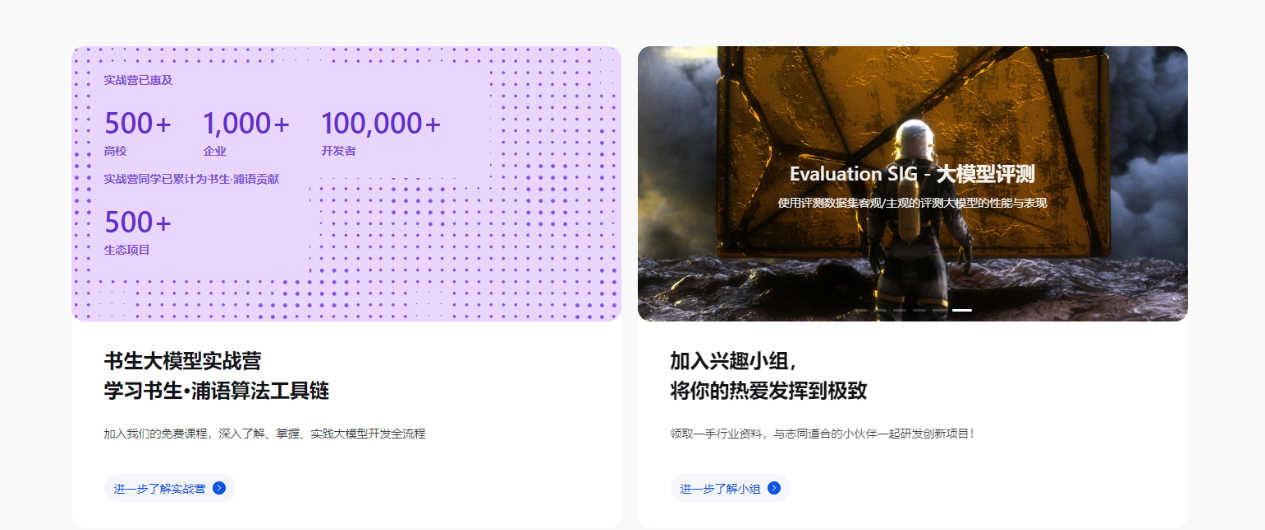 实战营已惠及
500+ 1,000+ 100,000+
高校 企业 开发者
实战营同学已累计为书生·浦语贡献
500+
生态项目
书生大模型实战营
学习书生·浦语算法工具链
加入我们的免费课程，深入了解、掌握、实践大模型开发全流程
进一步了解实战营
Evaluation SIG - 大模型评测
使用评测数据集客观/主观的评测大模型的性能与表现
加入兴趣小组，
将你的热爱发挥到极致
领取一手行业资料，与志同道合的小伙伴一起研发创新项目！
进一步了解小组